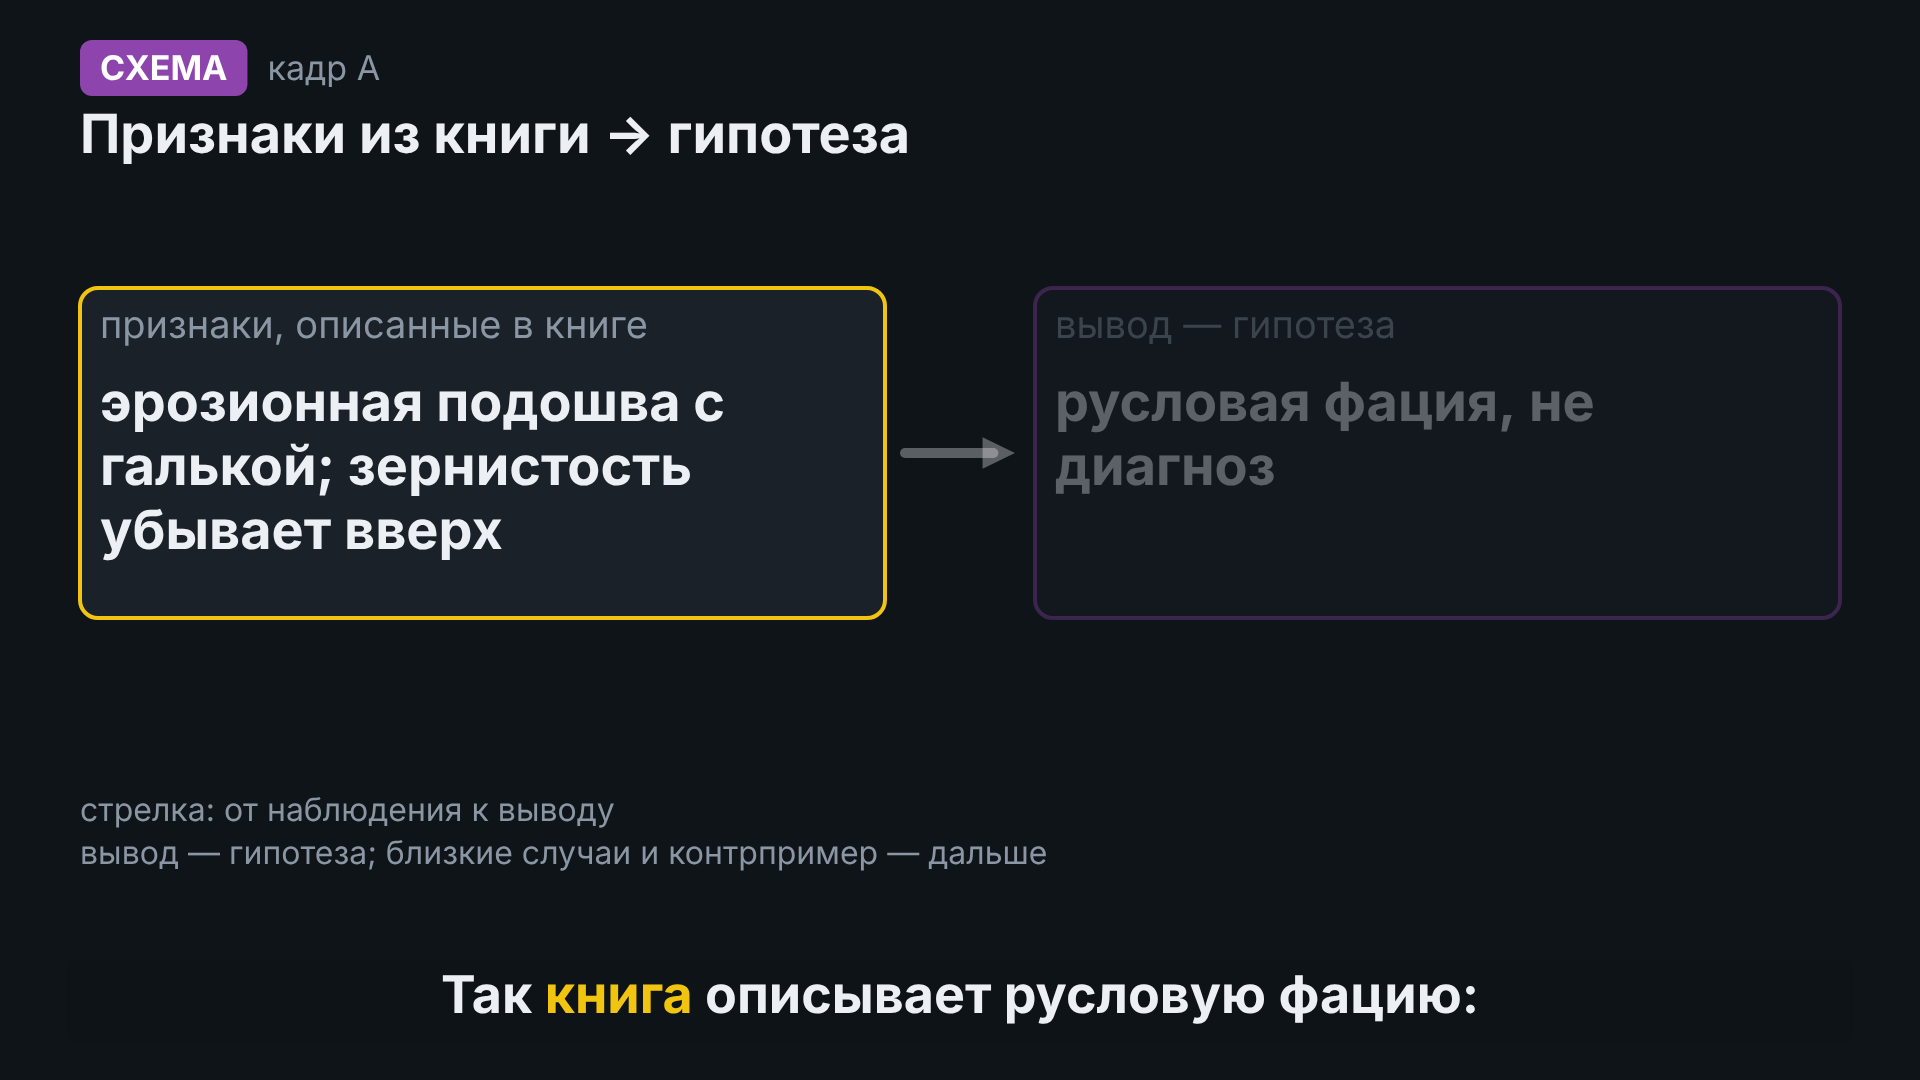 СХЕМА кадр А
Признаки из книги → гипотеза
признаки, описанные в книге
эрозионная подошва с
галькой; зернистость
убывает вверх
вывод — гипотеза
русловая фация, не
диагноз
стрелка: от наблюдения к выводу
вывод — гипотеза; близкие случаи и контрпример — дальше
Так книга описывает русловую фацию: